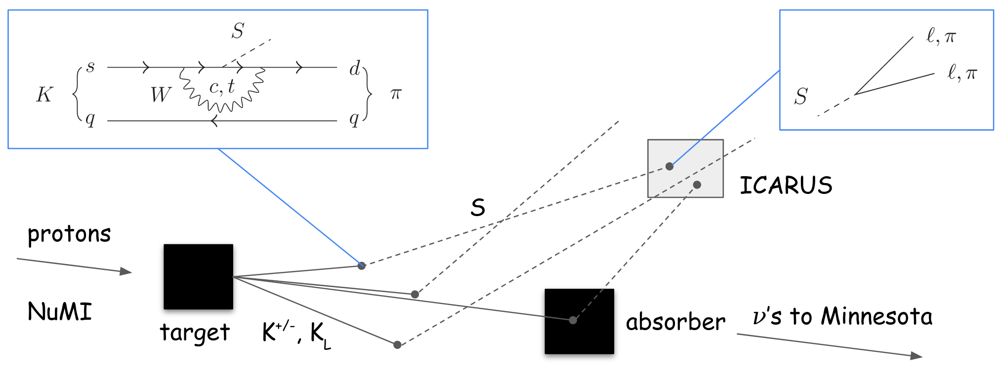 S
s
d
K
W
c, t
π
q
q
ℓ, π
ℓ, π
S
S
ICARUS
protons
NuMI
target
K+/-, KL
absorber
ν's to Minnesota